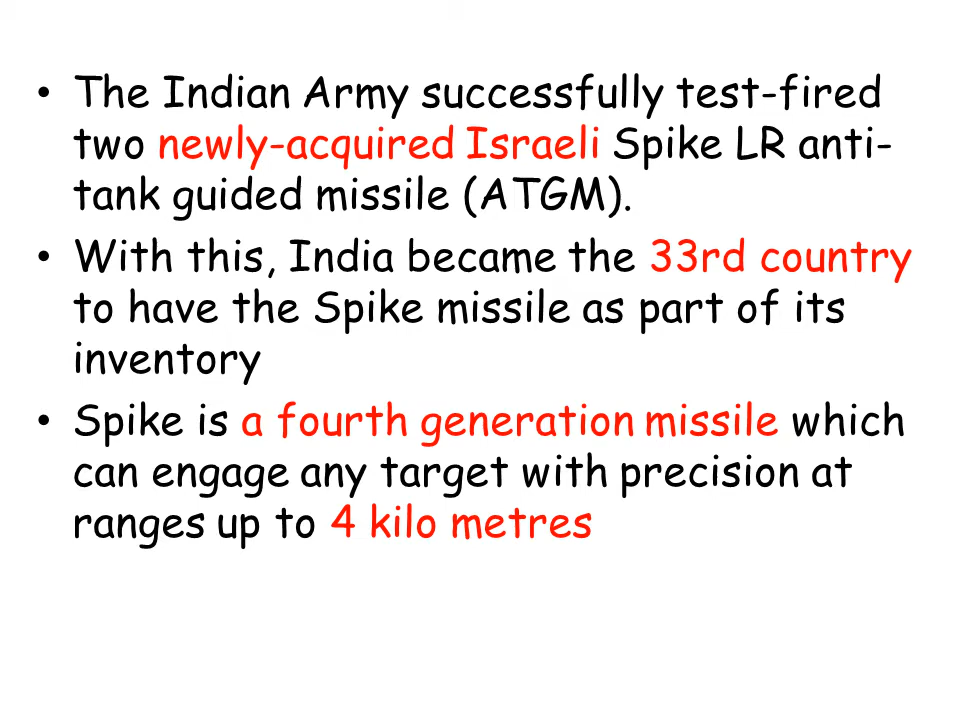 • The Indian Army successfully test-fired
two newly-acquired Israeli Spike LR anti-
tank guided missile (ATGM).
• With this, India became the 33rd country
to have the Spike missile as part of its
inventory
• Spike is a fourth generation missile which
can engage any target with precision at
ranges up to 4 kilo metres